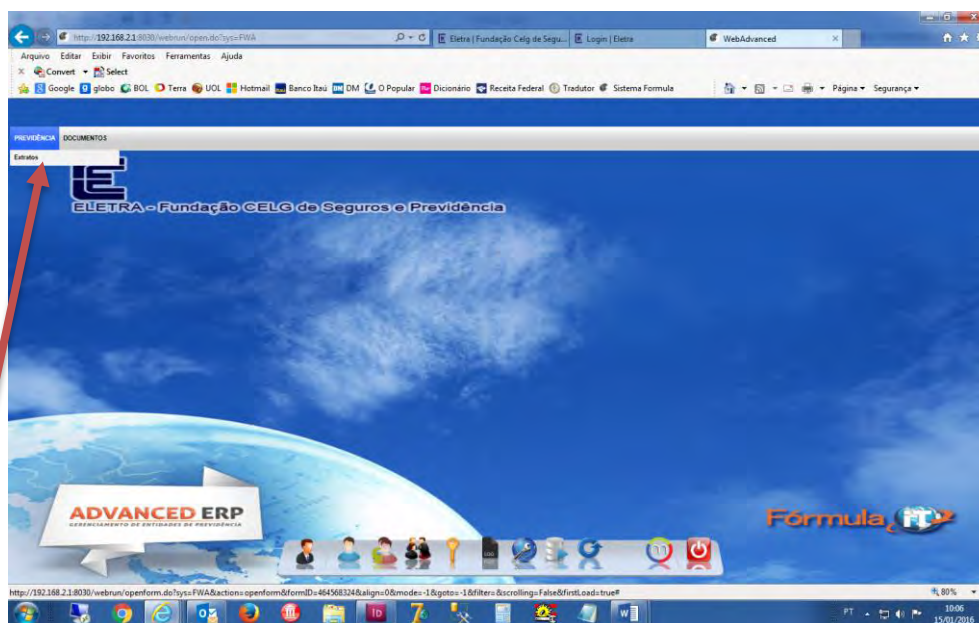 http://192.168.2.1:8030/webrun/open.do?sys=FWA
Eletra | Fundação Celg de Segu...
Login | Eletra
WebAdvanced
Arquivo Editar Exibir Favoritos Ferramentas Ajuda
Convert Select
Google globo BOL Terra UOL Hotmail Banco Itaú DM DM O Popular Dicionário Receita Federal Tradutor Sistema Formula Página Segurança
PREVIDÊNCIA DOCUMENTOS
Extratos
ELETRA - Fundação CELG de Seguros e Previdência
ADVANCED ERP
GERENCIAMENTO DE ENTIDADES DE PREVIDÊNCIA
Fórmula
LOG
http://192.168.2.1:8030/webrun/openform.do?sys=FWA&action=openform&formID=464568324&align=0&mode=-1&goto=-1&filter=&scrolling=False&firstLoad=true#
80%
PT
10:06
15/01/2016